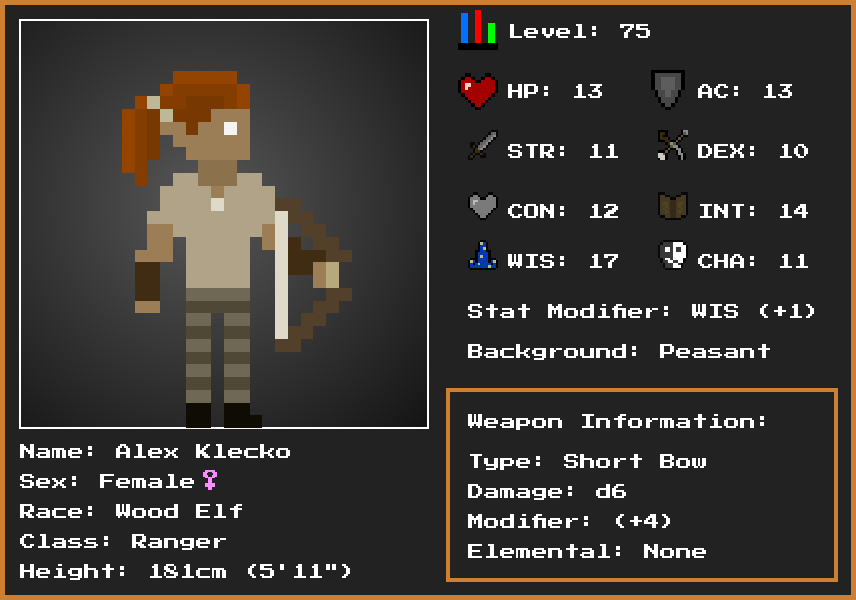 Level: 75
HP: 13 AC: 13
STR: 11 DEX: 10
CON: 12 INT: 14
WIS: 17 CHA: 11
Stat Modifier: WIS (+1)
Background: Peasant
Weapon Information:
Type: Short Bow
Damage: d6
Modifier: (+4)
Elemental: None
Name: Alex Klecko
Sex: Female♀
Race: Wood Elf
Class: Ranger
Height: 181cm (5'11")